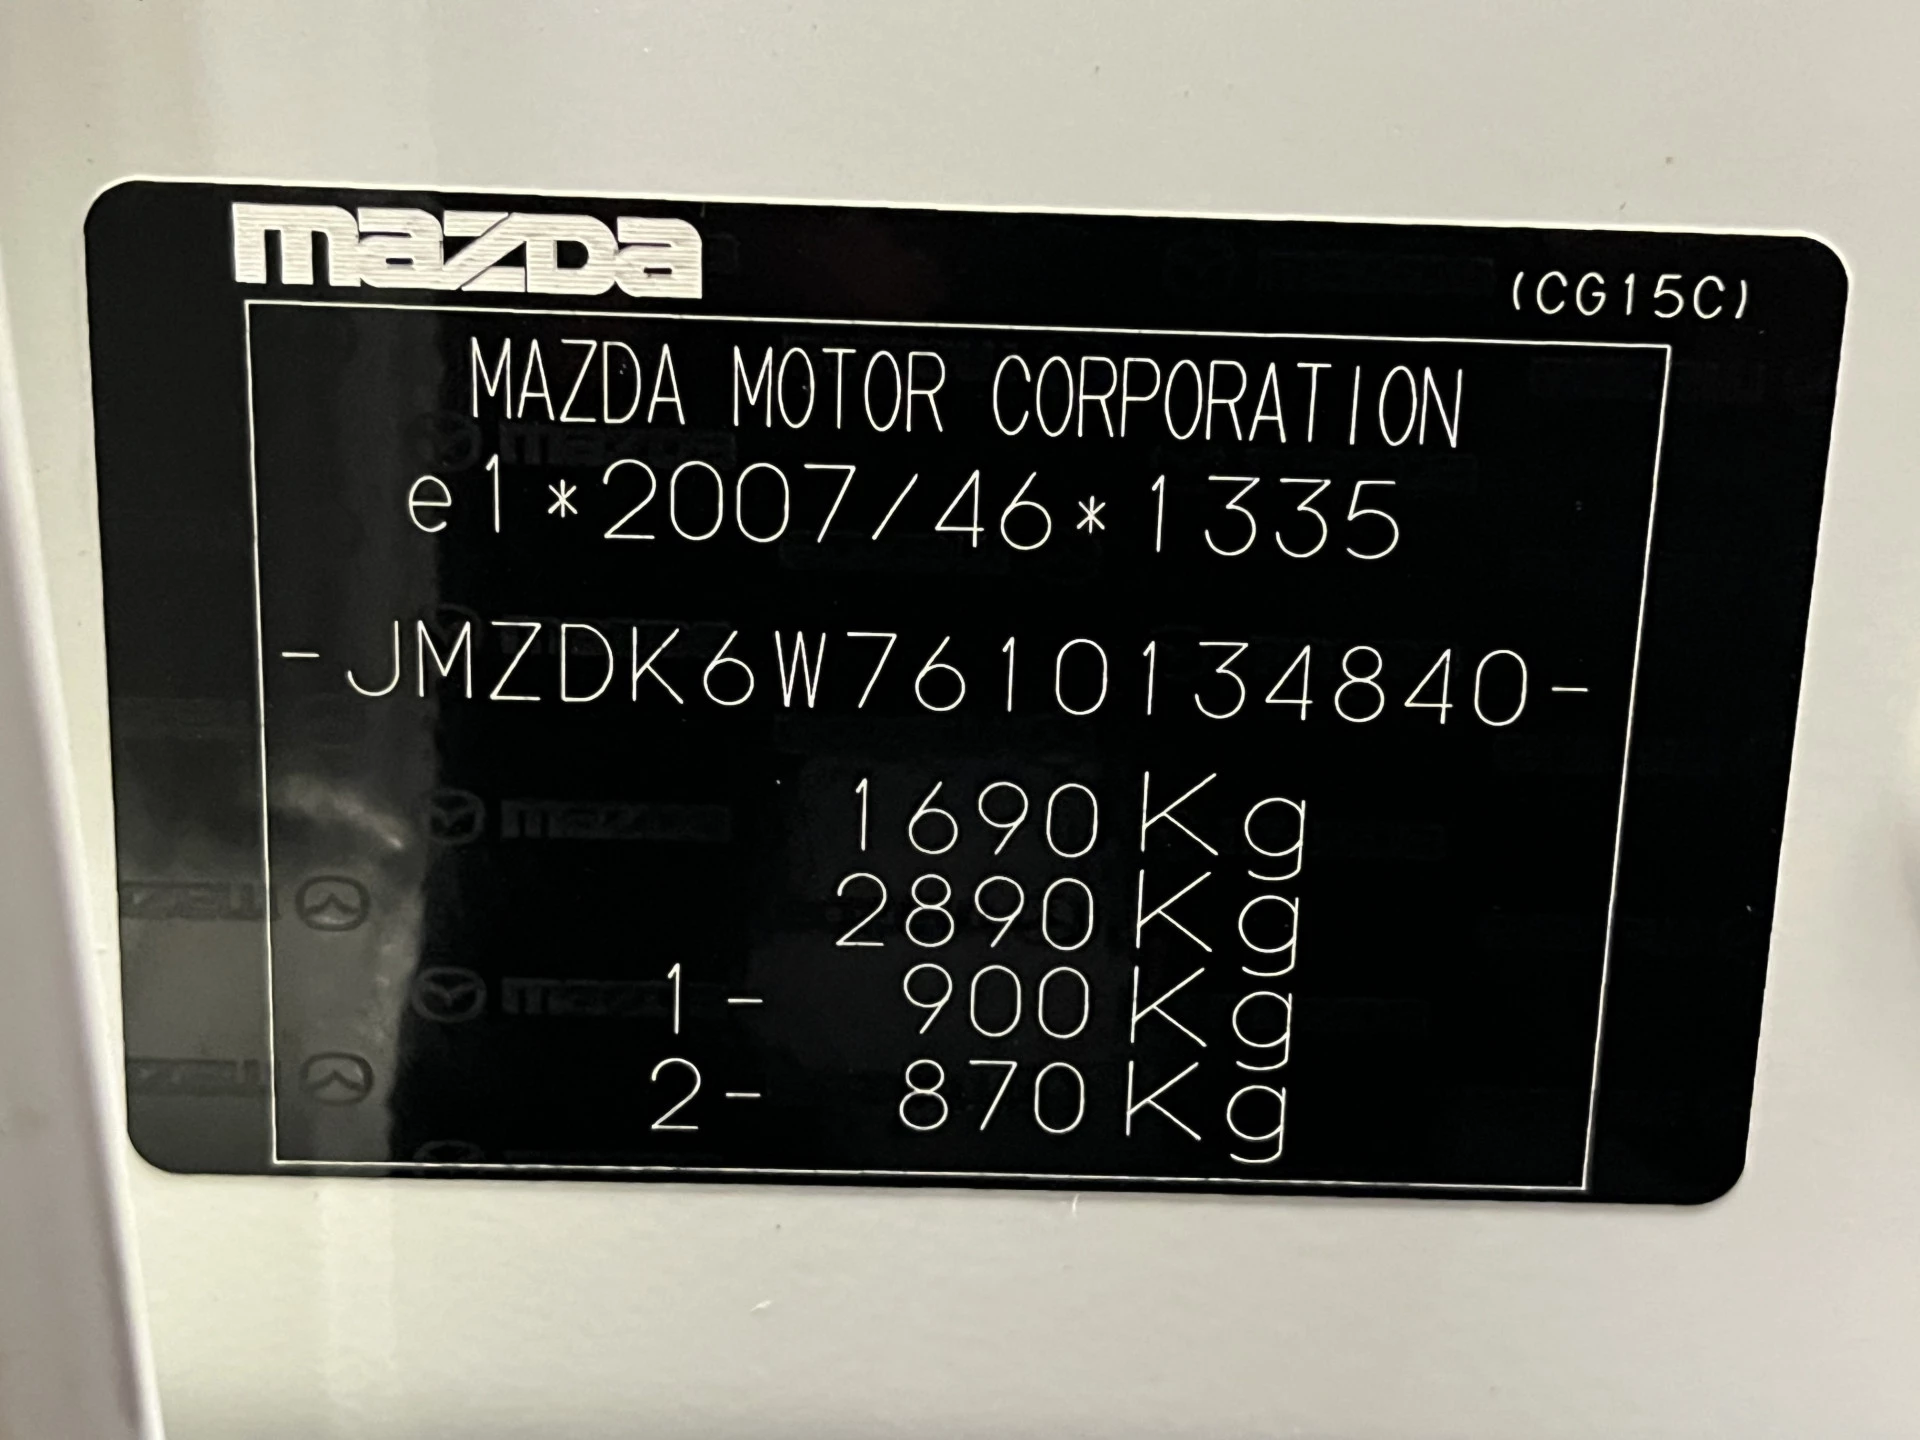 mazda
(CG15C)
MAZDA MOTOR CORPORATION
e1*2007/46*1335
-JMZDK6W7610134840-
1690Kg
2890Kg
1- 900Kg
2- 870Kg